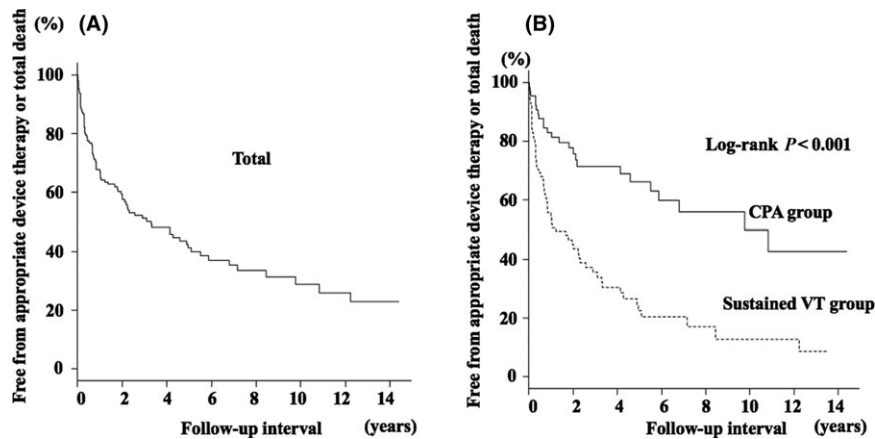 (%) (A)
Free from appropriate device therapy or total death
100
80
60
40
20
0
Total
0 2 4 6 8 10 12 14
Follow-up interval (years)
(B)
(%)
Free from appropriate device therapy or total death
100
80
60
40
20
0
Log-rank P < 0.001
CPA group
Sustained VT group
0 2 4 6 8 10 12 14
Follow-up interval (years)